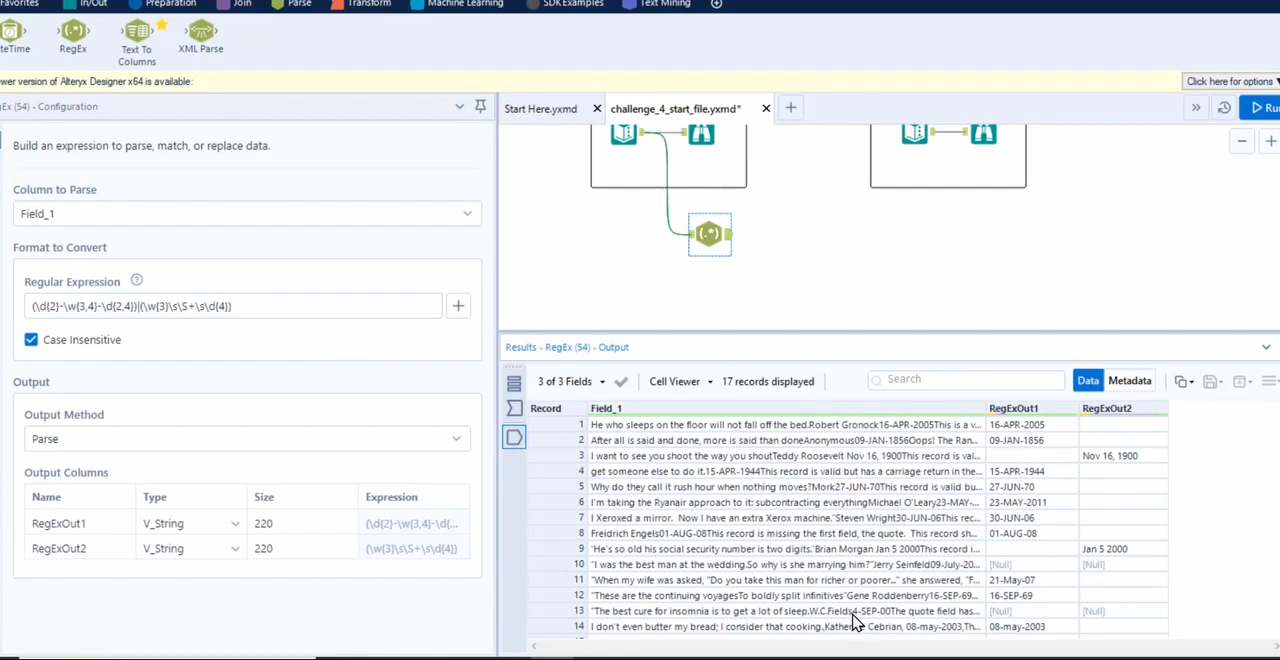 Favorites In/Out Preparation Join Parse Transform Machine Learning SDK Examples Text Mining
teTime RegEx Text To Columns XML Parse
ewer version of Alteryx Designer x64 is available: Click here for options
gEx (54) - Configuration
Start Here.yxmd challenge_4_start_file.yxmd* Run
Build an expression to parse, match, or replace data.
Column to Parse
Field_1
Format to Convert
Regular Expression
(\d{2}-\w{3,4}-\d{2,4})|(\w{3}\s\S+\s\d{4})
Case Insensitive
Output
Output Method
Parse
Output Columns
Name Type Size Expression
RegExOut1 V_String 220 (\d{2}-\w{3,4}-\d{...
RegExOut2 V_String 220 (\w{3}\s\S+\s\d{4})
Results - RegEx (54) - Output
3 of 3 Fields Cell Viewer 17 records displayed Search Data Metadata
Record Field_1 RegExOut1 RegExOut2
1 He who sleeps on the floor will not fall off the bed.Robert Gronock16-APR-2005This is a v... 16-APR-2005
2 After all is said and done, more is said than doneAnonymous09-JAN-1856Oops! The Ran... 09-JAN-1856
3 I want to see you shoot the way you shoutTeddy Roosevelt Nov 16, 1900This record is val... Nov 16, 1900
4 get someone else to do it.15-APR-1944This record is valid but has a carriage return in the... 15-APR-1944
5 Why do they call it rush hour when nothing moves?Mork27-JUN-70This record is valid bu... 27-JUN-70
6 I'm taking the Ryanair approach to it: subcontracting everythingMichael O'Leary23-MAY-... 23-MAY-2011
7 I Xeroxed a mirror. Now I have an extra Xerox machine."Steven Wright30-JUN-06This rec... 30-JUN-06
8 Freidrich Engels01-AUG-08This record is missing the first field, the quote. This record sh... 01-AUG-08
9 'He's so old his social security number is two digits.'Brian Morgan Jan 5 2000This record i... Jan 5 2000
10 "I was the best man at the wedding.So why is she marrying him?"Jerry Seinfeld09-July-20... [Null] [Null]
11 "When my wife was asked, "Do you take this man for richer or poorer..." she answered, "F... 21-May-07
12 "These are the continuing voyagesTo boldly split infinitives"Gene Roddenberry16-SEP-69... 16-SEP-69
13 "The best cure for insomnia is to get a lot of sleep.W.C.Fields4-SEP-00The quote field has... [Null] [Null]
14 I don't even butter my bread; I consider that cooking.,Katherine Cebrian, 08-may-2003,Th... 08-may-2003